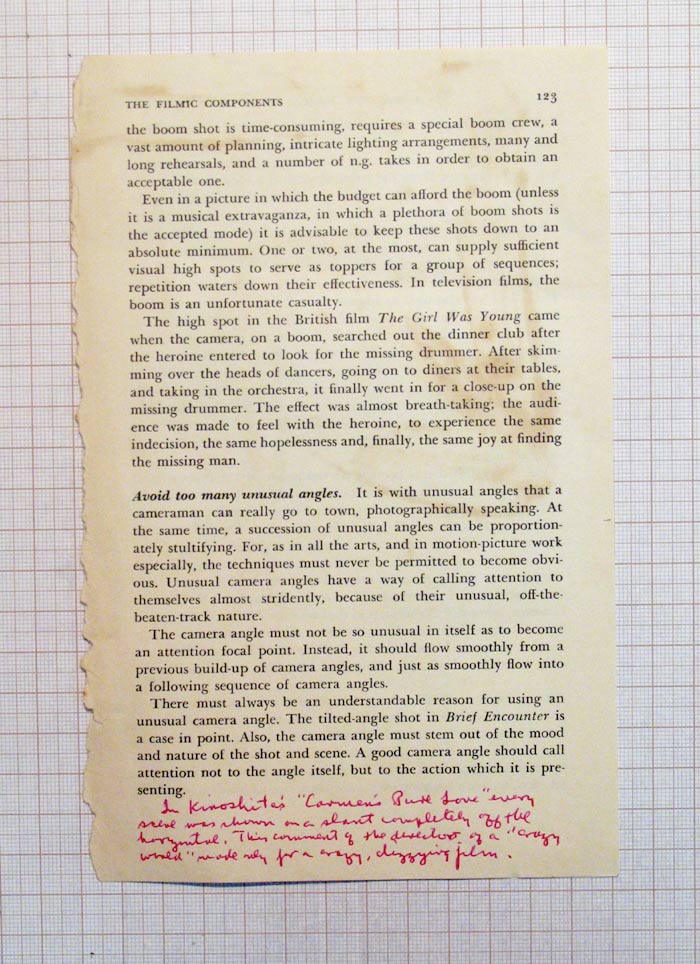 THE FILMIC COMPONENTS 123
the boom shot is time-consuming, requires a special boom crew, a
vast amount of planning, intricate lighting arrangements, many and
long rehearsals, and a number of n.g. takes in order to obtain an
acceptable one.
Even in a picture in which the budget can afford the boom (unless
it is a musical extravaganza, in which a plethora of boom shots is
the accepted mode) it is advisable to keep these shots down to an
absolute minimum. One or two, at the most, can supply sufficient
visual high spots to serve as toppers for a group of sequences;
repetition waters down their effectiveness. In television films, the
boom is an unfortunate casualty.
The high spot in the British film The Girl Was Young came
when the camera, on a boom, searched out the dinner club after
the heroine entered to look for the missing drummer. After skim-
ming over the heads of dancers, going on to diners at their tables,
and taking in the orchestra, it finally went in for a close-up on the
missing drummer. The effect was almost breath-taking; the audi-
ence was made to feel with the heroine, to experience the same
indecision, the same hopelessness and, finally, the same joy at finding
the missing man.
Avoid too many unusual angles. It is with unusual angles that a
cameraman can really go to town, photographically speaking. At
the same time, a succession of unusual angles can be proportion-
ately stultifying. For, as in all the arts, and in motion-picture work
especially, the techniques must never be permitted to become obvi-
ous. Unusual camera angles have a way of calling attention to
themselves almost stridently, because of their unusual, off-the-
beaten-track nature.
The camera angle must not be so unusual in itself as to become
an attention focal point. Instead, it should flow smoothly from a
previous build-up of camera angles, and just as smoothly flow into
a following sequence of camera angles.
There must always be an understandable reason for using an
unusual camera angle. The tilted-angle shot in Brief Encounter is
a case in point. Also, the camera angle must stem out of the mood
and nature of the shot and scene. A good camera angle should call
attention not to the angle itself, but to the action which it is pre-
senting.
In Kinoshita's "Carmen's Pure Love" every
scene was shown on a slant completely off the
horizontal. This comment of the director of a "crazy
world" made only for a crazy, dizzying film.